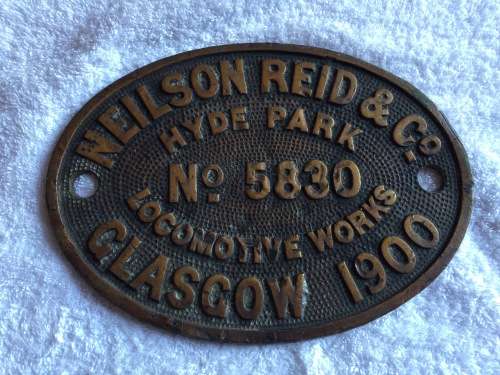 NEILSON REID & Co.
HYDE PARK
No. 5830
LOCOMOTIVE WORKS
GLASGOW 1900